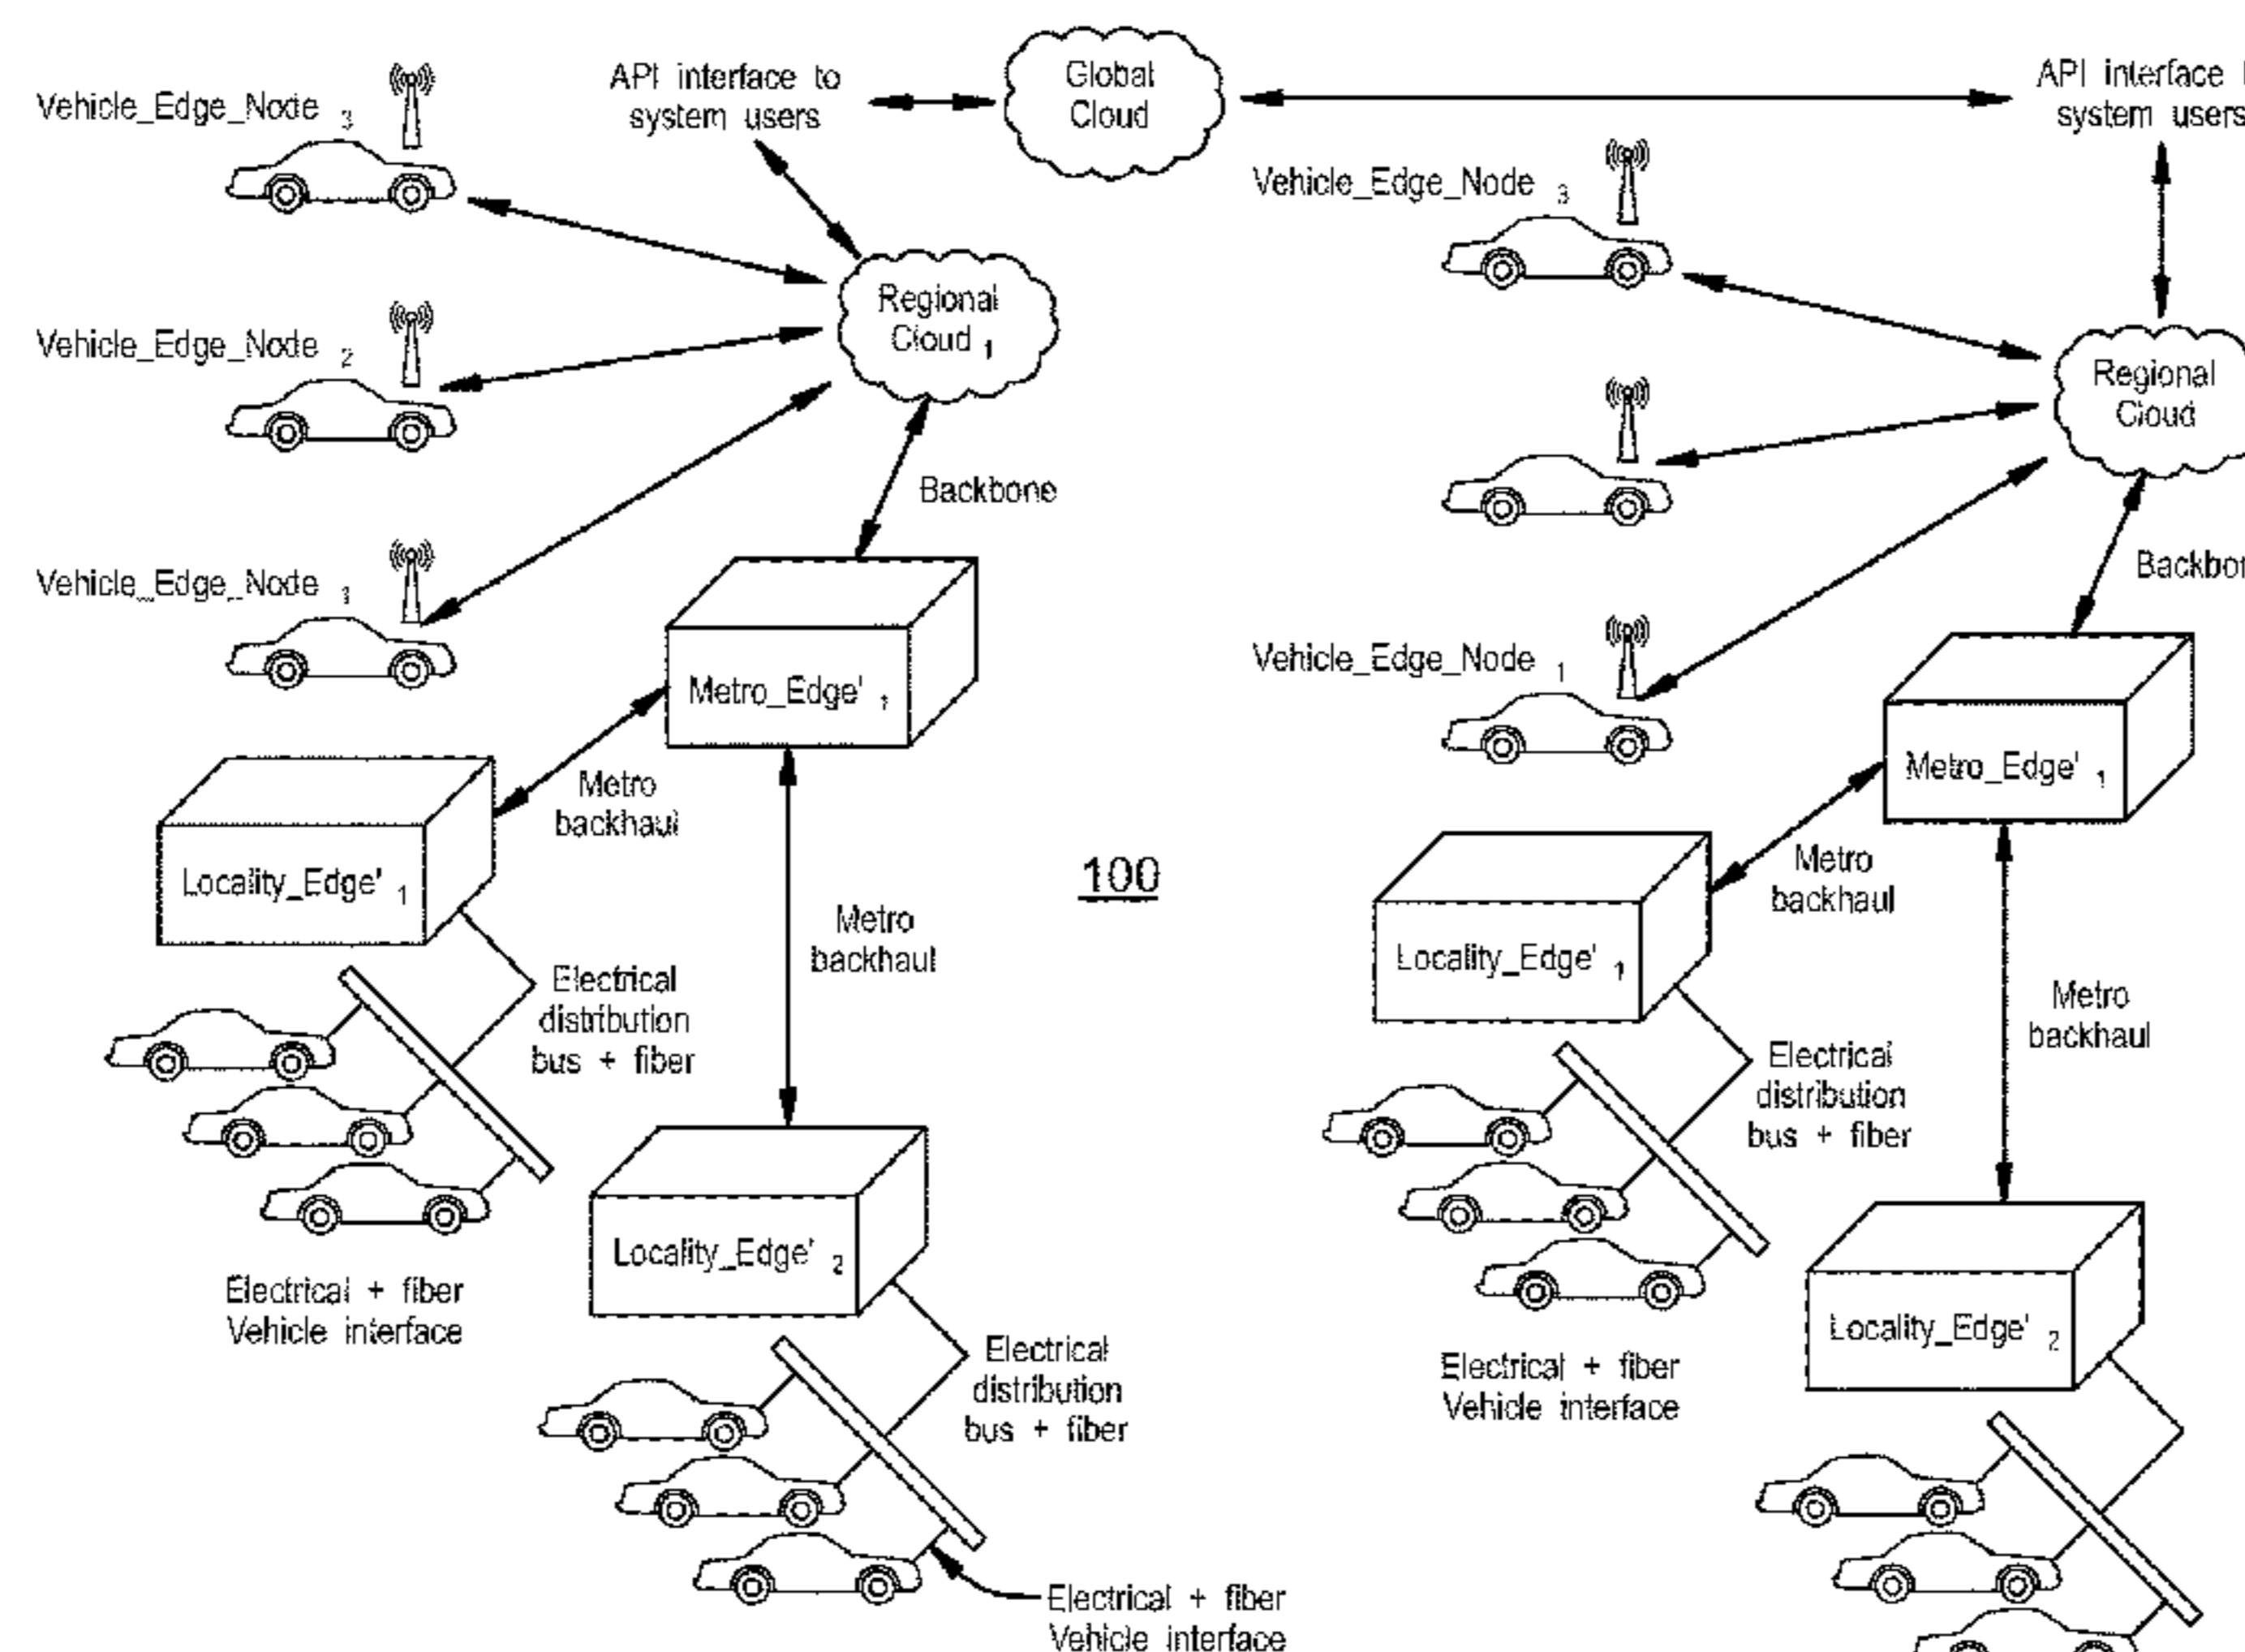 Vehicle_Edge_Node 3
API interface to
system users
Global
Cloud
API interface
system users
Vehicle_Edge_Node 3
Regional
Cloud 1
Vehicle_Edge_Node 2
Regional
Cloud
Backbone
Vehicle_Edge_Node 1
Backbon
Vehicle_Edge_Node 1
Metro_Edge' 1
Metro_Edge' 1
Metro
backhaul
Locality_Edge' 1
100
Metro
backhaul
Metro
backhaul
Locality_Edge' 1
Electrical
distribution
bus + fiber
Metro
backhaul
Electrical
distribution
bus + fiber
Locality_Edge' 2
Electrical + fiber
Vehicle interface
Locality_Edge' 2
Electrical
distribution
bus + fiber
Electrical + fiber
Vehicle interface
Electrical + fiber
Vehicle interface